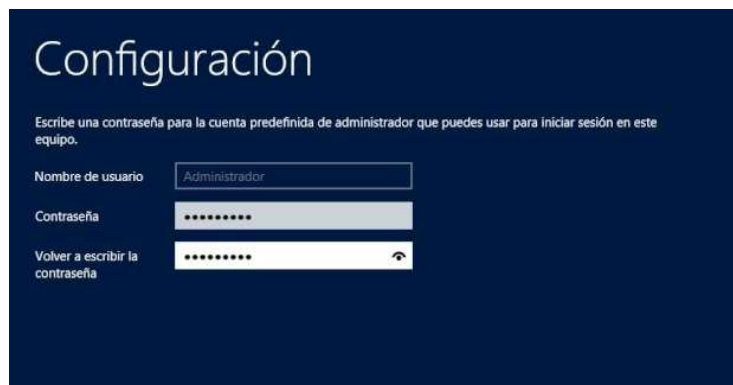 Configuración
Escribe una contraseña para la cuenta predefinida de administrador que puedes usar para iniciar sesión en este
equipo.
Nombre de usuario Administrador
Contraseña •••••••••
Volver a escribir la
contraseña •••••••••